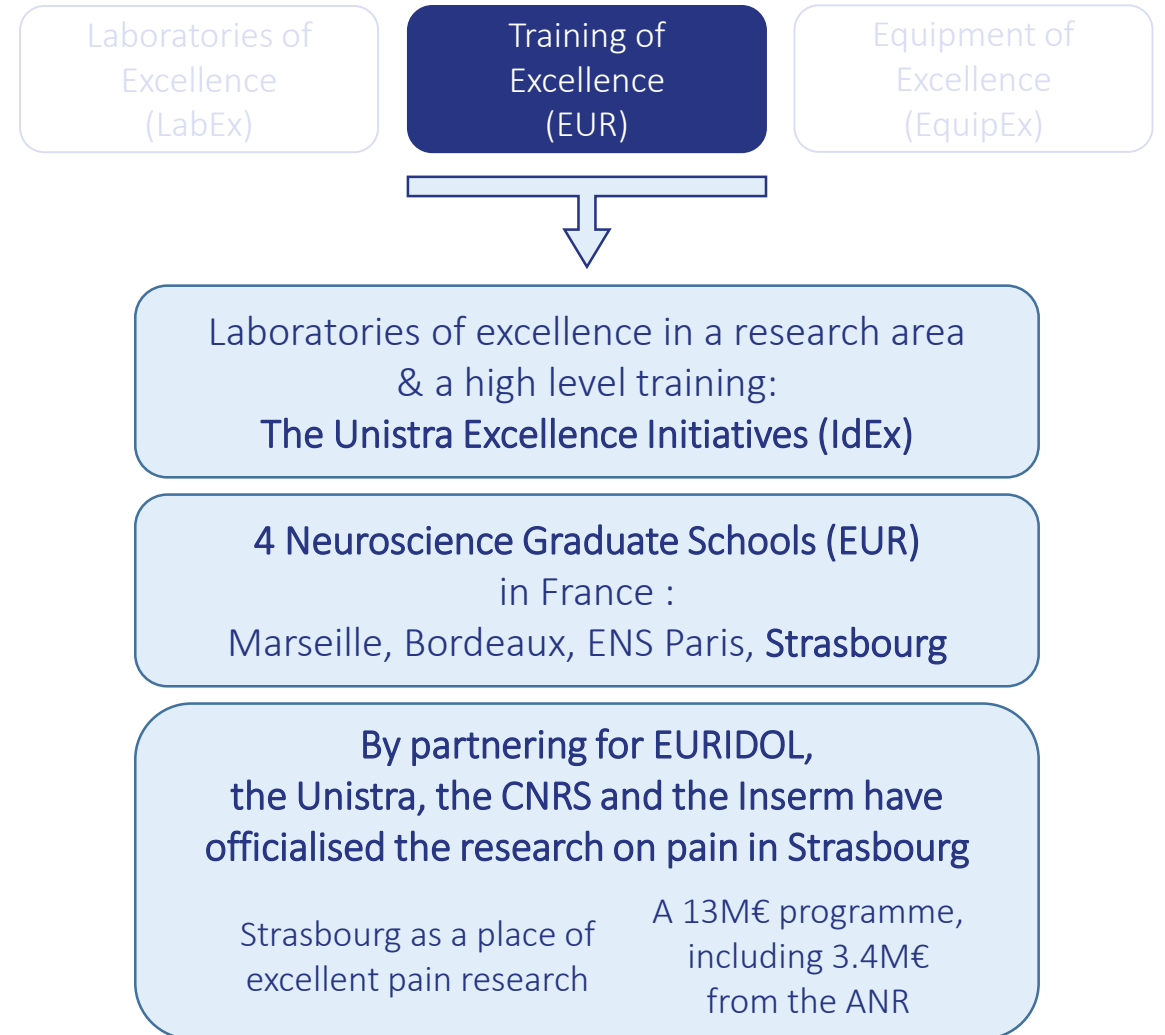 Laboratories of
Excellence
(LabEx)
Training of
Excellence
(EUR)
Equipment of
Excellence
(EquipEx)
Laboratories of excellence in a research area
& a high level training:
The Unistra Excellence Initiatives (IdEx)
4 Neuroscience Graduate Schools (EUR)
in France :
Marseille, Bordeaux, ENS Paris, Strasbourg
By partnering for EURIDOL,
the Unistra, the CNRS and the Inserm have
officialised the research on pain in Strasbourg
Strasbourg as a place of
excellent pain research
A 13M€ programme,
including 3.4M€
from the ANR